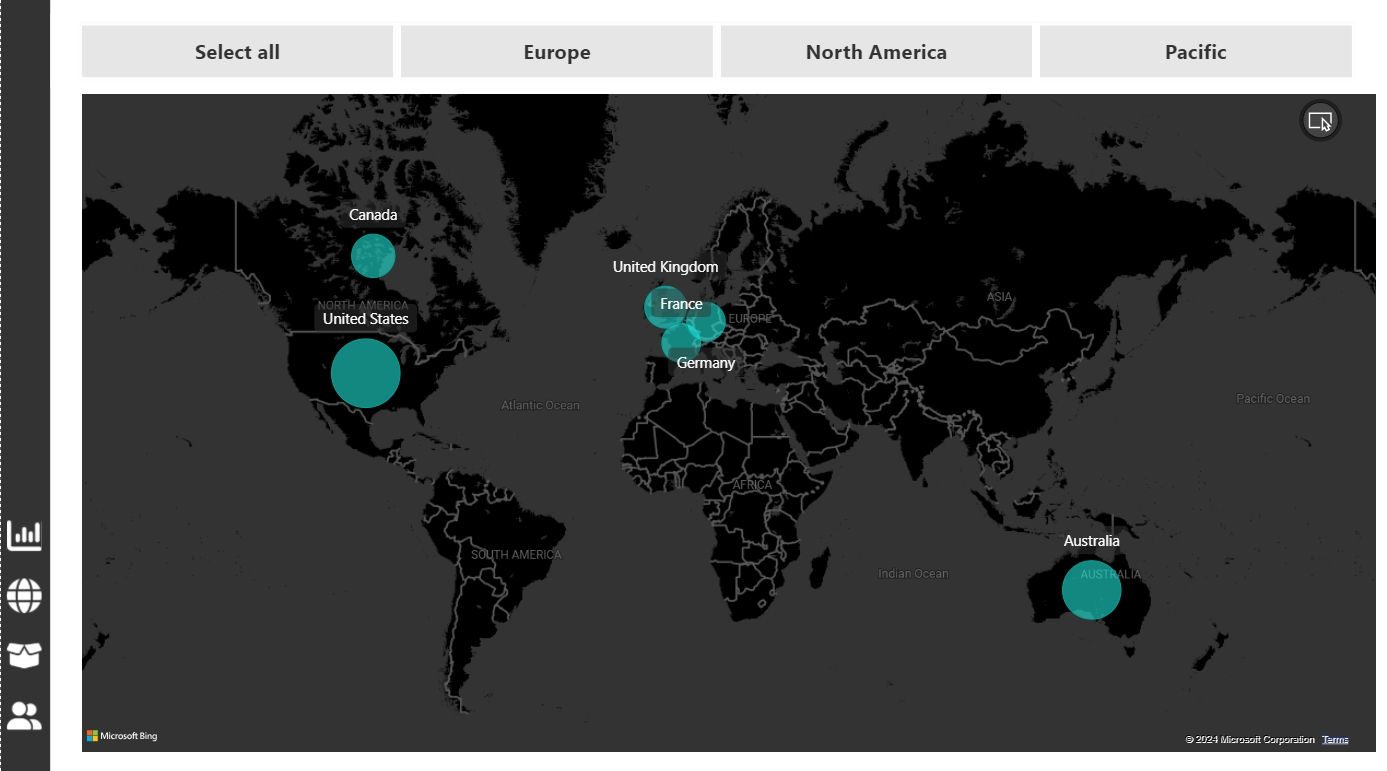 Select all
Europe
North America
Pacific
Canada
United Kingdom
NORTH AMERICA
ASIA
France
United States
EUROPE
Germany
Atlantic Ocean
Pacific Ocean
AFRICA
Australia
SOUTH AMERICA
Indian Ocean
AUSTRALIA
Microsoft Bing
© 2024 Microsoft Corporation Terms